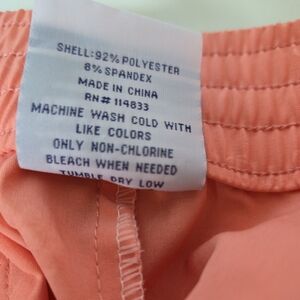 SHELL:92% POLYESTER
8% SPANDEX
MADE IN CHINA
RN# 114833
MACHINE WASH COLD WITH
LIKE COLORS
ONLY NON-CHLORINE
BLEACH WHEN NEEDED
TUMBLE DRY LOW